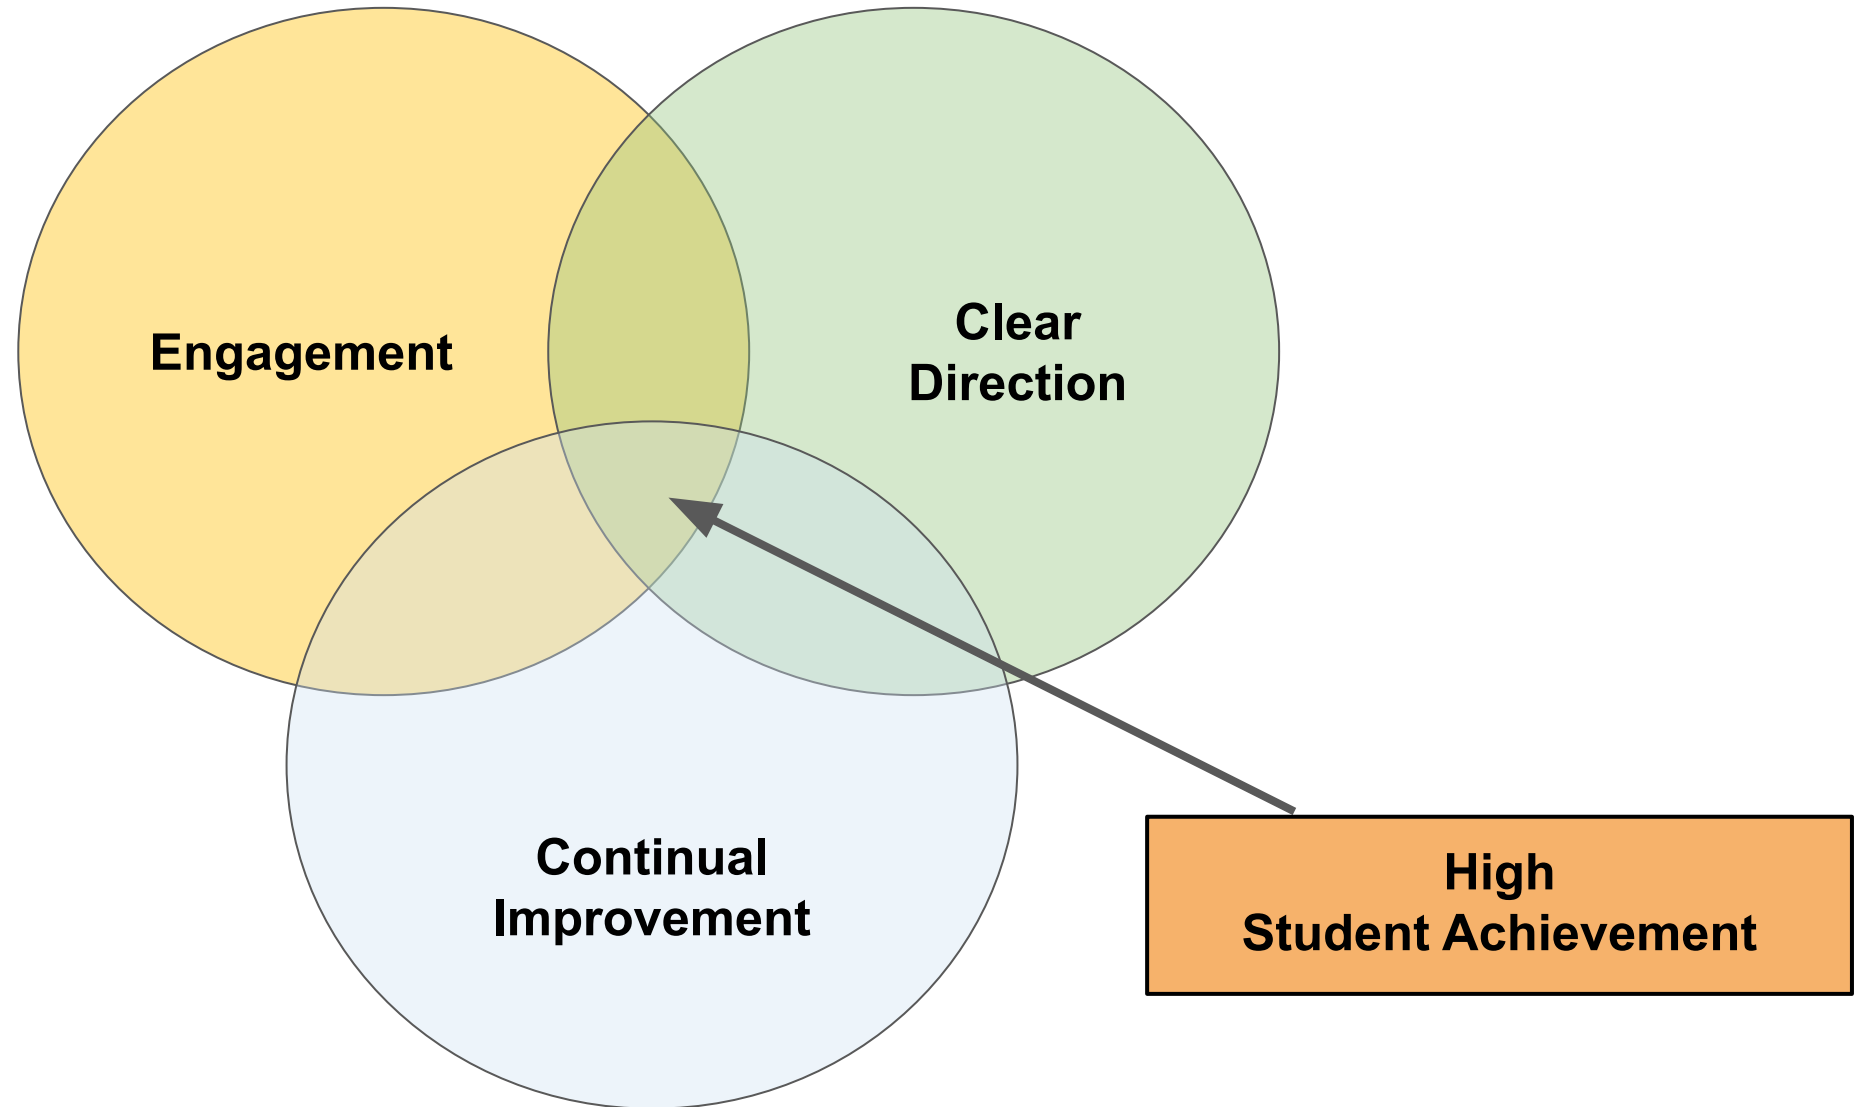 Engagement
Clear
Direction
Continual
Improvement
High
Student Achievement